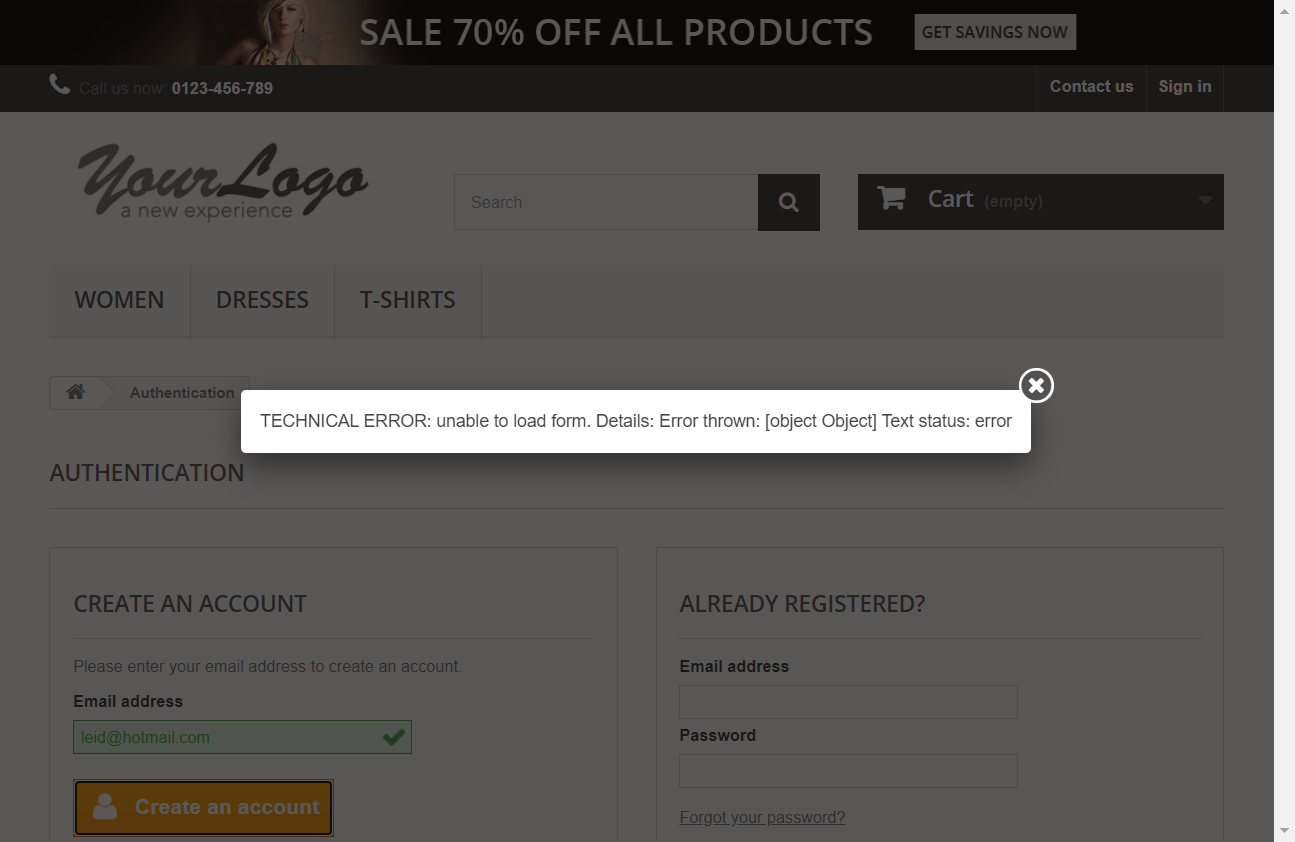 SALE 70% OFF ALL PRODUCTS GET SAVINGS NOW
Call us now: 0123-456-789 Contact us Sign in
Your Logo
a new experience
Search
Cart (empty)
WOMEN DRESSES T-SHIRTS
Authentication
TECHNICAL ERROR: unable to load form. Details: Error thrown: [object Object] Text status: error
AUTHENTICATION
CREATE AN ACCOUNT
Please enter your email address to create an account.
Email address
leid@hotmail.com
Create an account
ALREADY REGISTERED?
Email address
Password
Forgot your password?